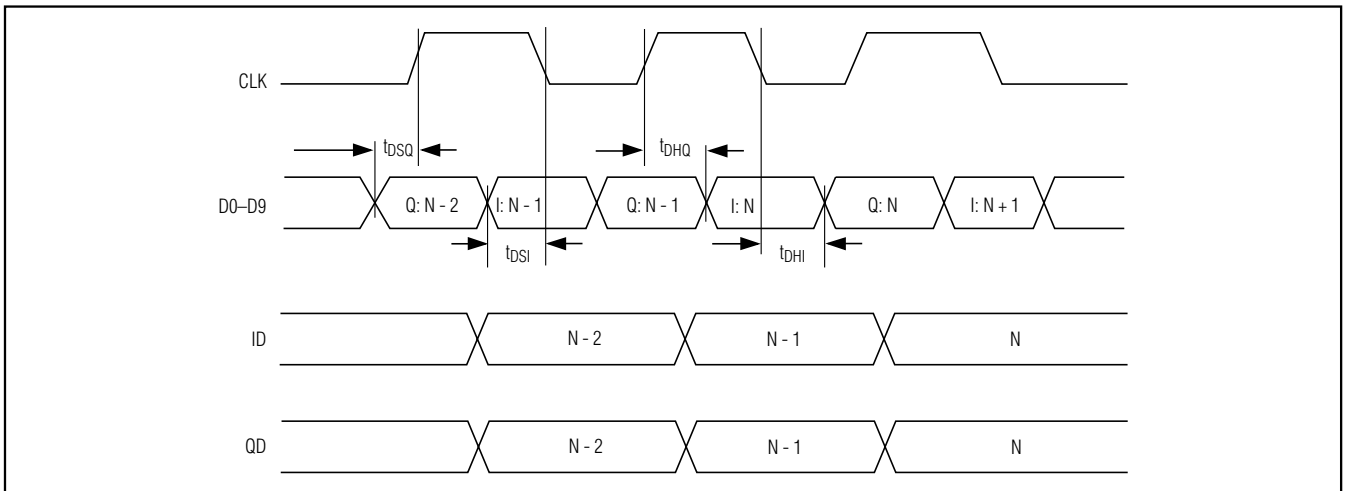 CLK
tDSQ
tDHQ
D0–D9
Q: N - 2
I: N - 1
Q: N - 1
I: N
Q: N
I: N + 1
tDSI
tDHI
ID
N - 2
N - 1
N
QD
N - 2
N - 1
N